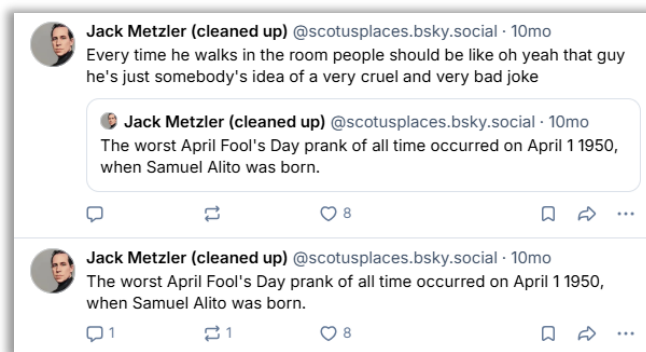 Jack Metzler (cleaned up) @scotusplaces.bsky.social · 10mo
Every time he walks in the room people should be like oh yeah that guy
he's just somebody's idea of a very cruel and very bad joke
Jack Metzler (cleaned up) @scotusplaces.bsky.social · 10mo
The worst April Fool's Day prank of all time occurred on April 1 1950,
when Samuel Alito was born.
8
Jack Metzler (cleaned up) @scotusplaces.bsky.social · 10mo
The worst April Fool's Day prank of all time occurred on April 1 1950,
when Samuel Alito was born.
1 1 8